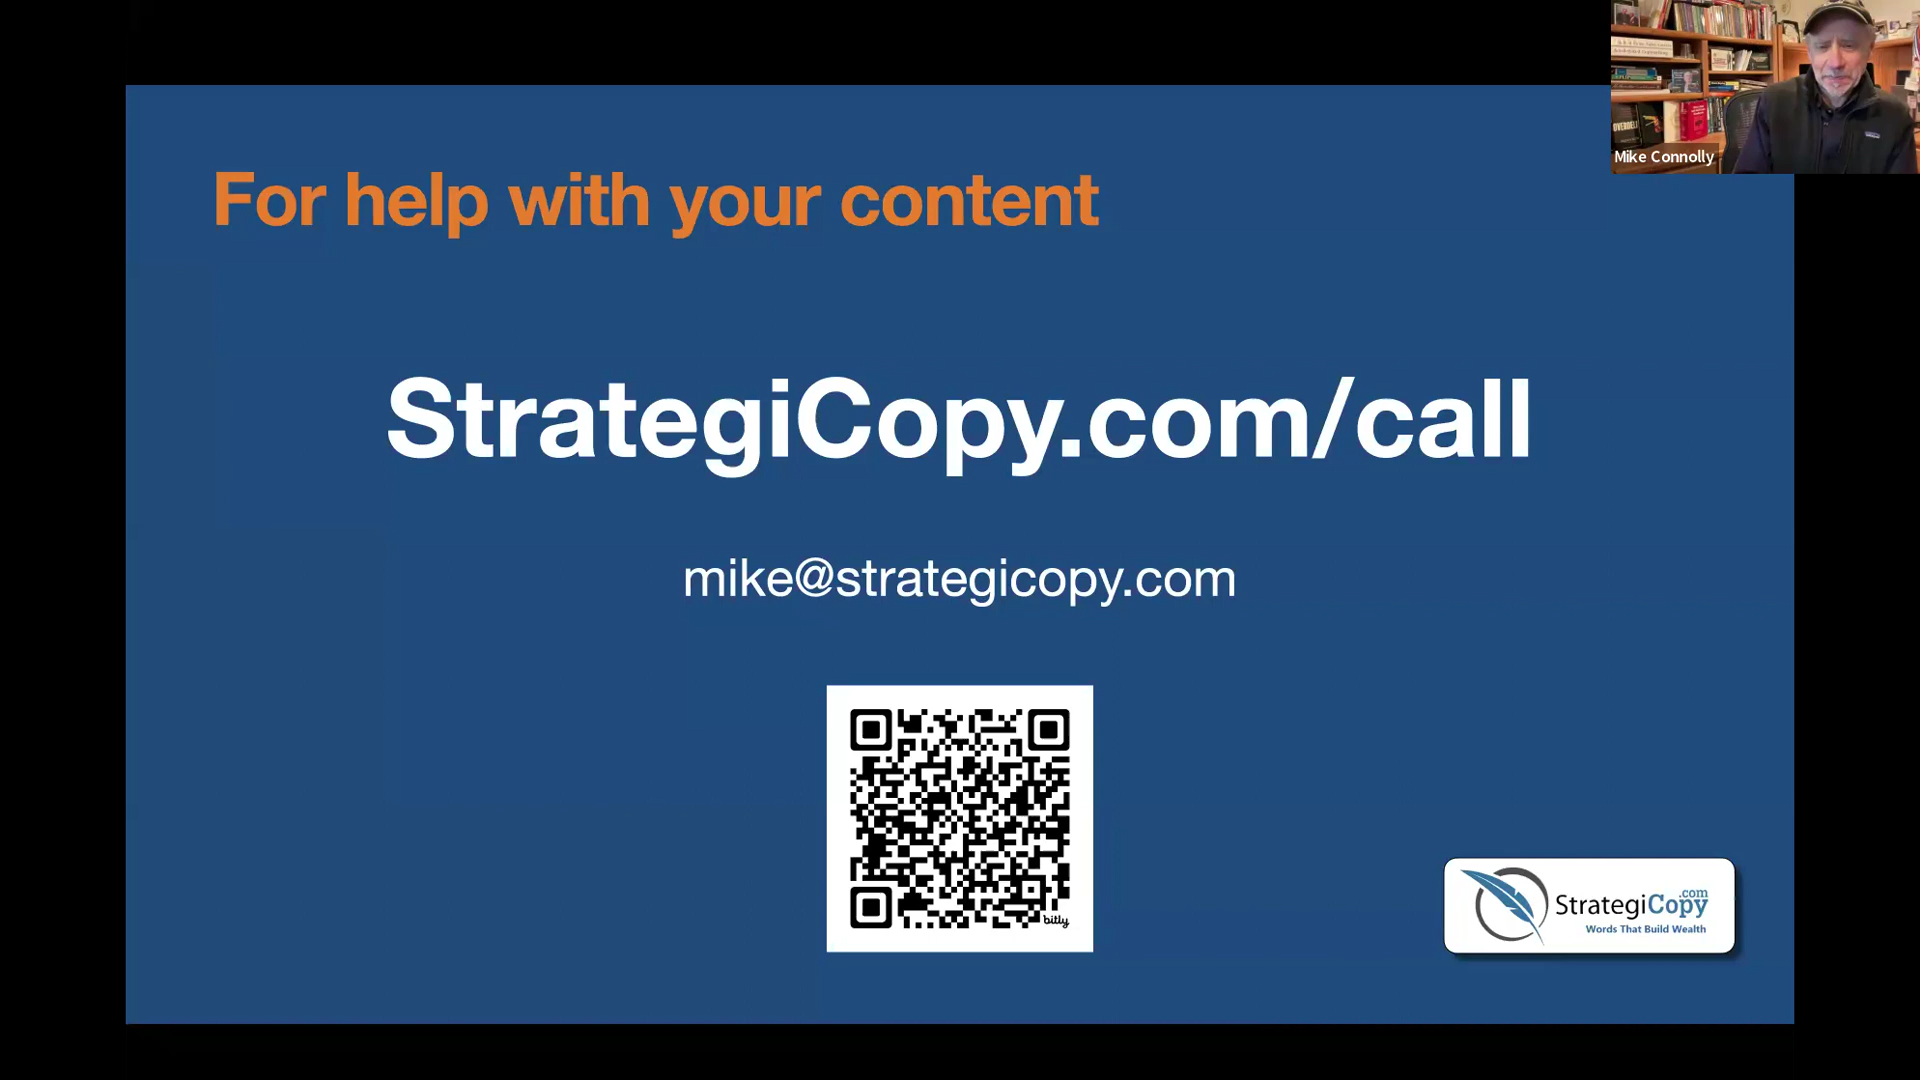 Mike Connolly
For help with your content
StrategiCopy.com/call
mike@strategicopy.com
bitly
StrategiCopy.com
Words That Build Wealth